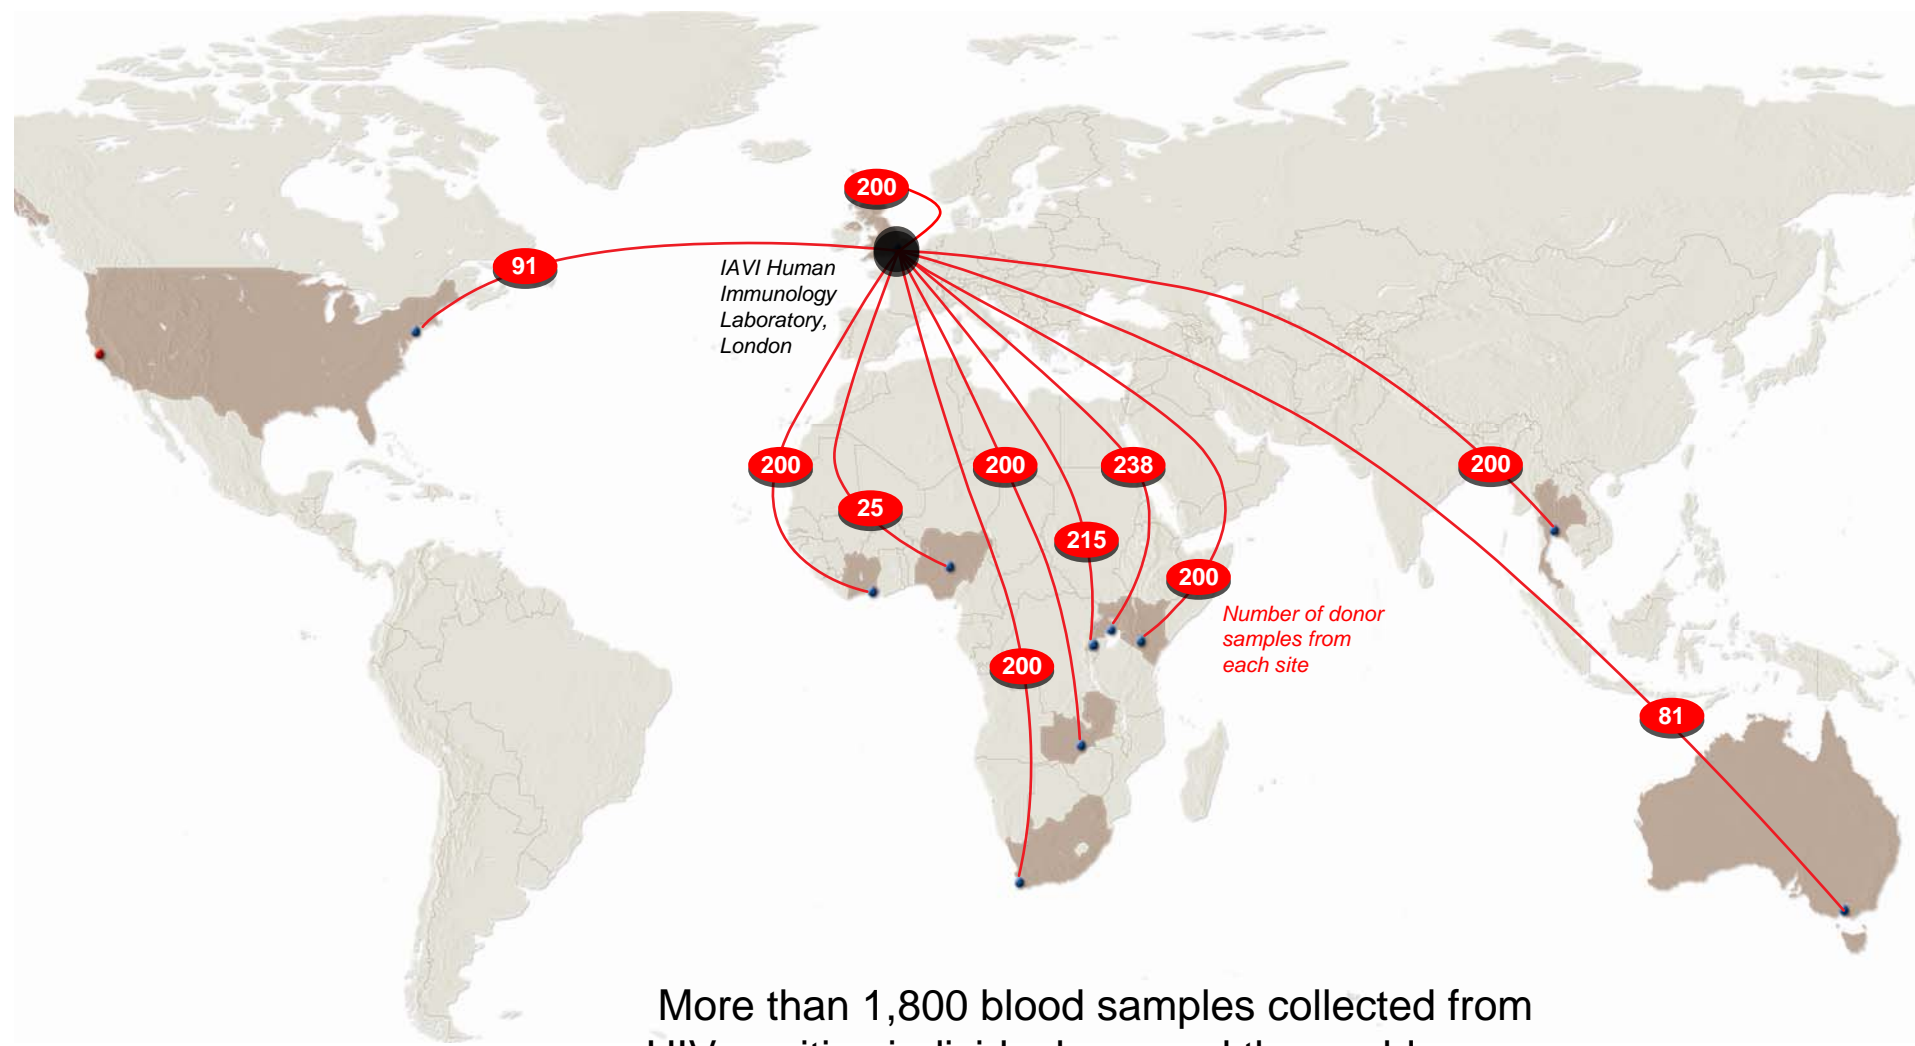 200
91
IAVI Human
Immunology
Laboratory,
London
200
200
238
200
25
215
200
Number of donor
samples from
each site
200
81
More than 1,800 blood samples collected from